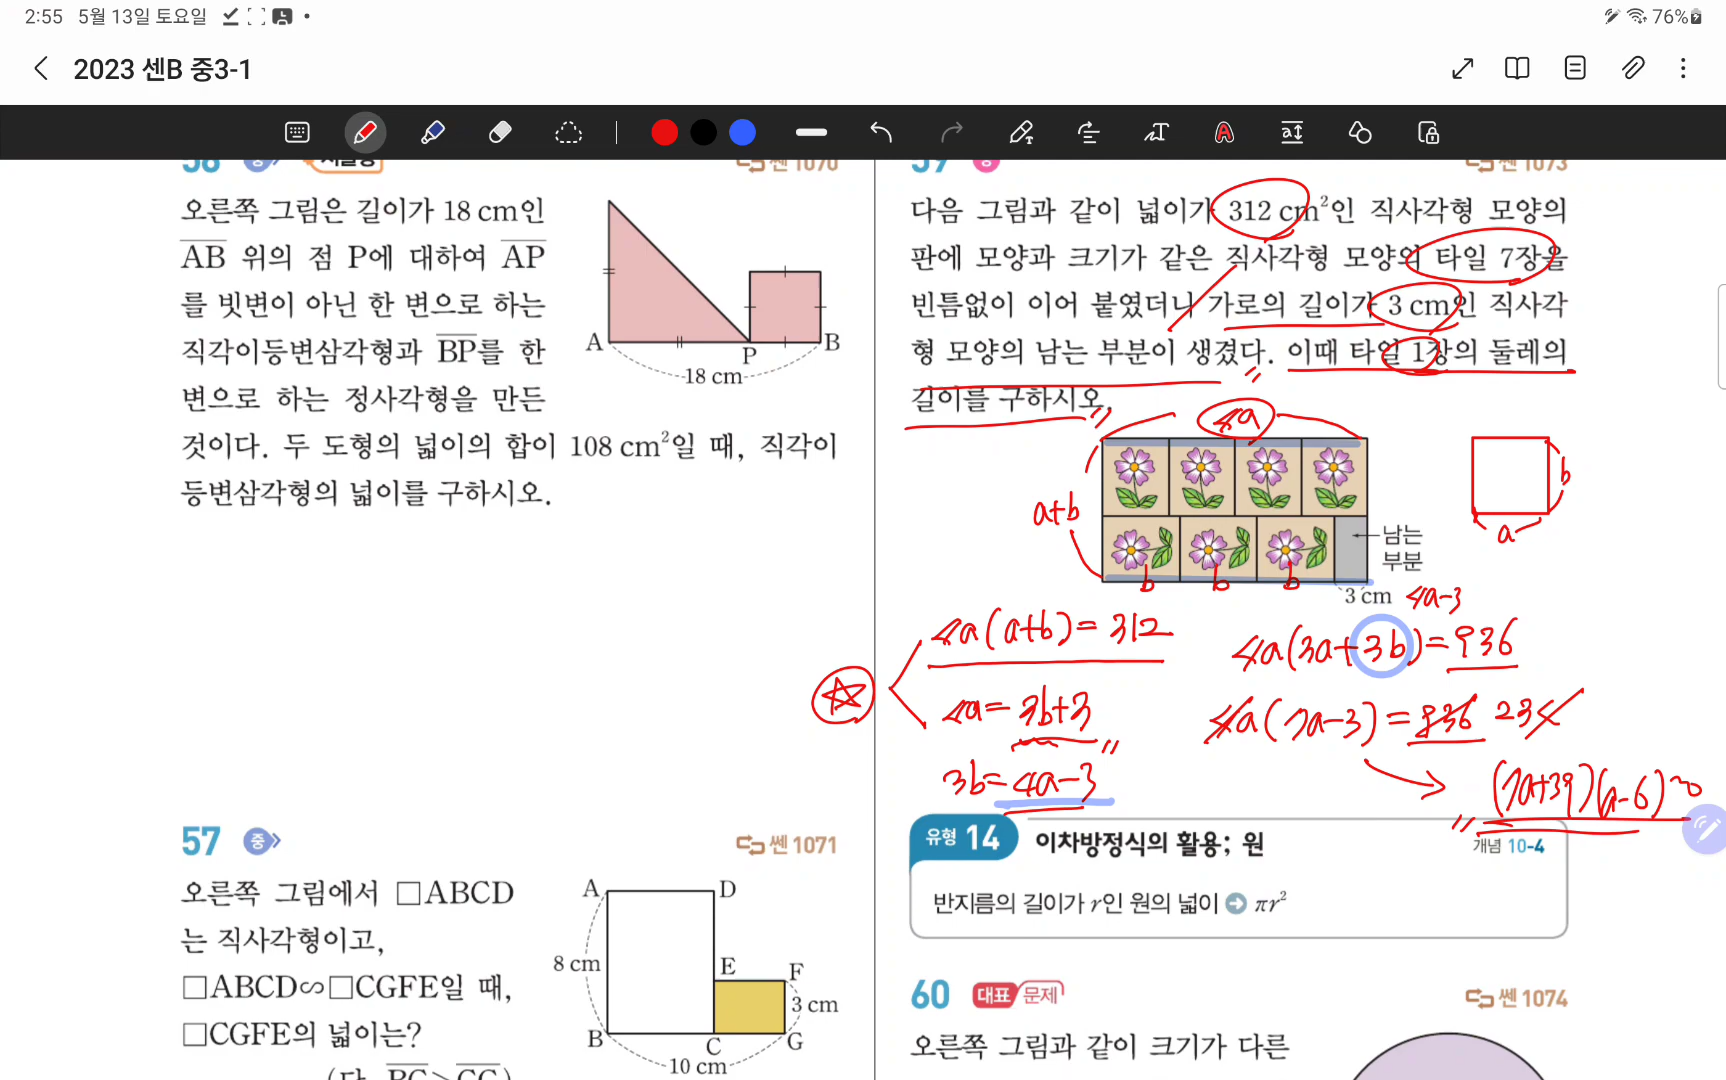 2:55 5월 13일 토요일
76%
2023 쎈B 중3-1
쎈 1070
오른쪽 그림은 길이가 18 cm인
AB 위의 점 P에 대하여 AP
를 빗변이 아닌 한 변으로 하는
직각이등변삼각형과 BP를 한
변으로 하는 정사각형을 만든
것이다. 두 도형의 넓이의 합이 108 cm²일 때, 직각이
등변삼각형의 넓이를 구하시오.
A
P
B
18 cm
57 중
쎈 1071
오른쪽 그림에서 □ABCD
는 직사각형이고,
□ABCD∽□CGFE일 때,
□CGFE의 넓이는?
A
D
8 cm
E
F
3 cm
B
C
G
10 cm
쎈 1073
다음 그림과 같이 넓이가 312 cm²인 직사각형 모양의
판에 모양과 크기가 같은 직사각형 모양의 타일 7장을
빈틈없이 이어 붙였더니 가로의 길이가 3 cm인 직사각
형 모양의 남는 부분이 생겼다. 이때 타일 1장의 둘레의
길이를 구하시오.
4a
a+b
b
a
남는
부분
b b b
3 cm
4a-3
4a(a+b)=312
4a(3a+3b)=936
4a=3b+3
4a(7a-3)=936 234
3b=4a-3
(7a+39)(a-6)=0
유형 14 이차방정식의 활용; 원
개념 10-4
반지름의 길이가 r인 원의 넓이 ➔ πr²
60 대표 문제
쎈 1074
오른쪽 그림과 같이 크기가 다른